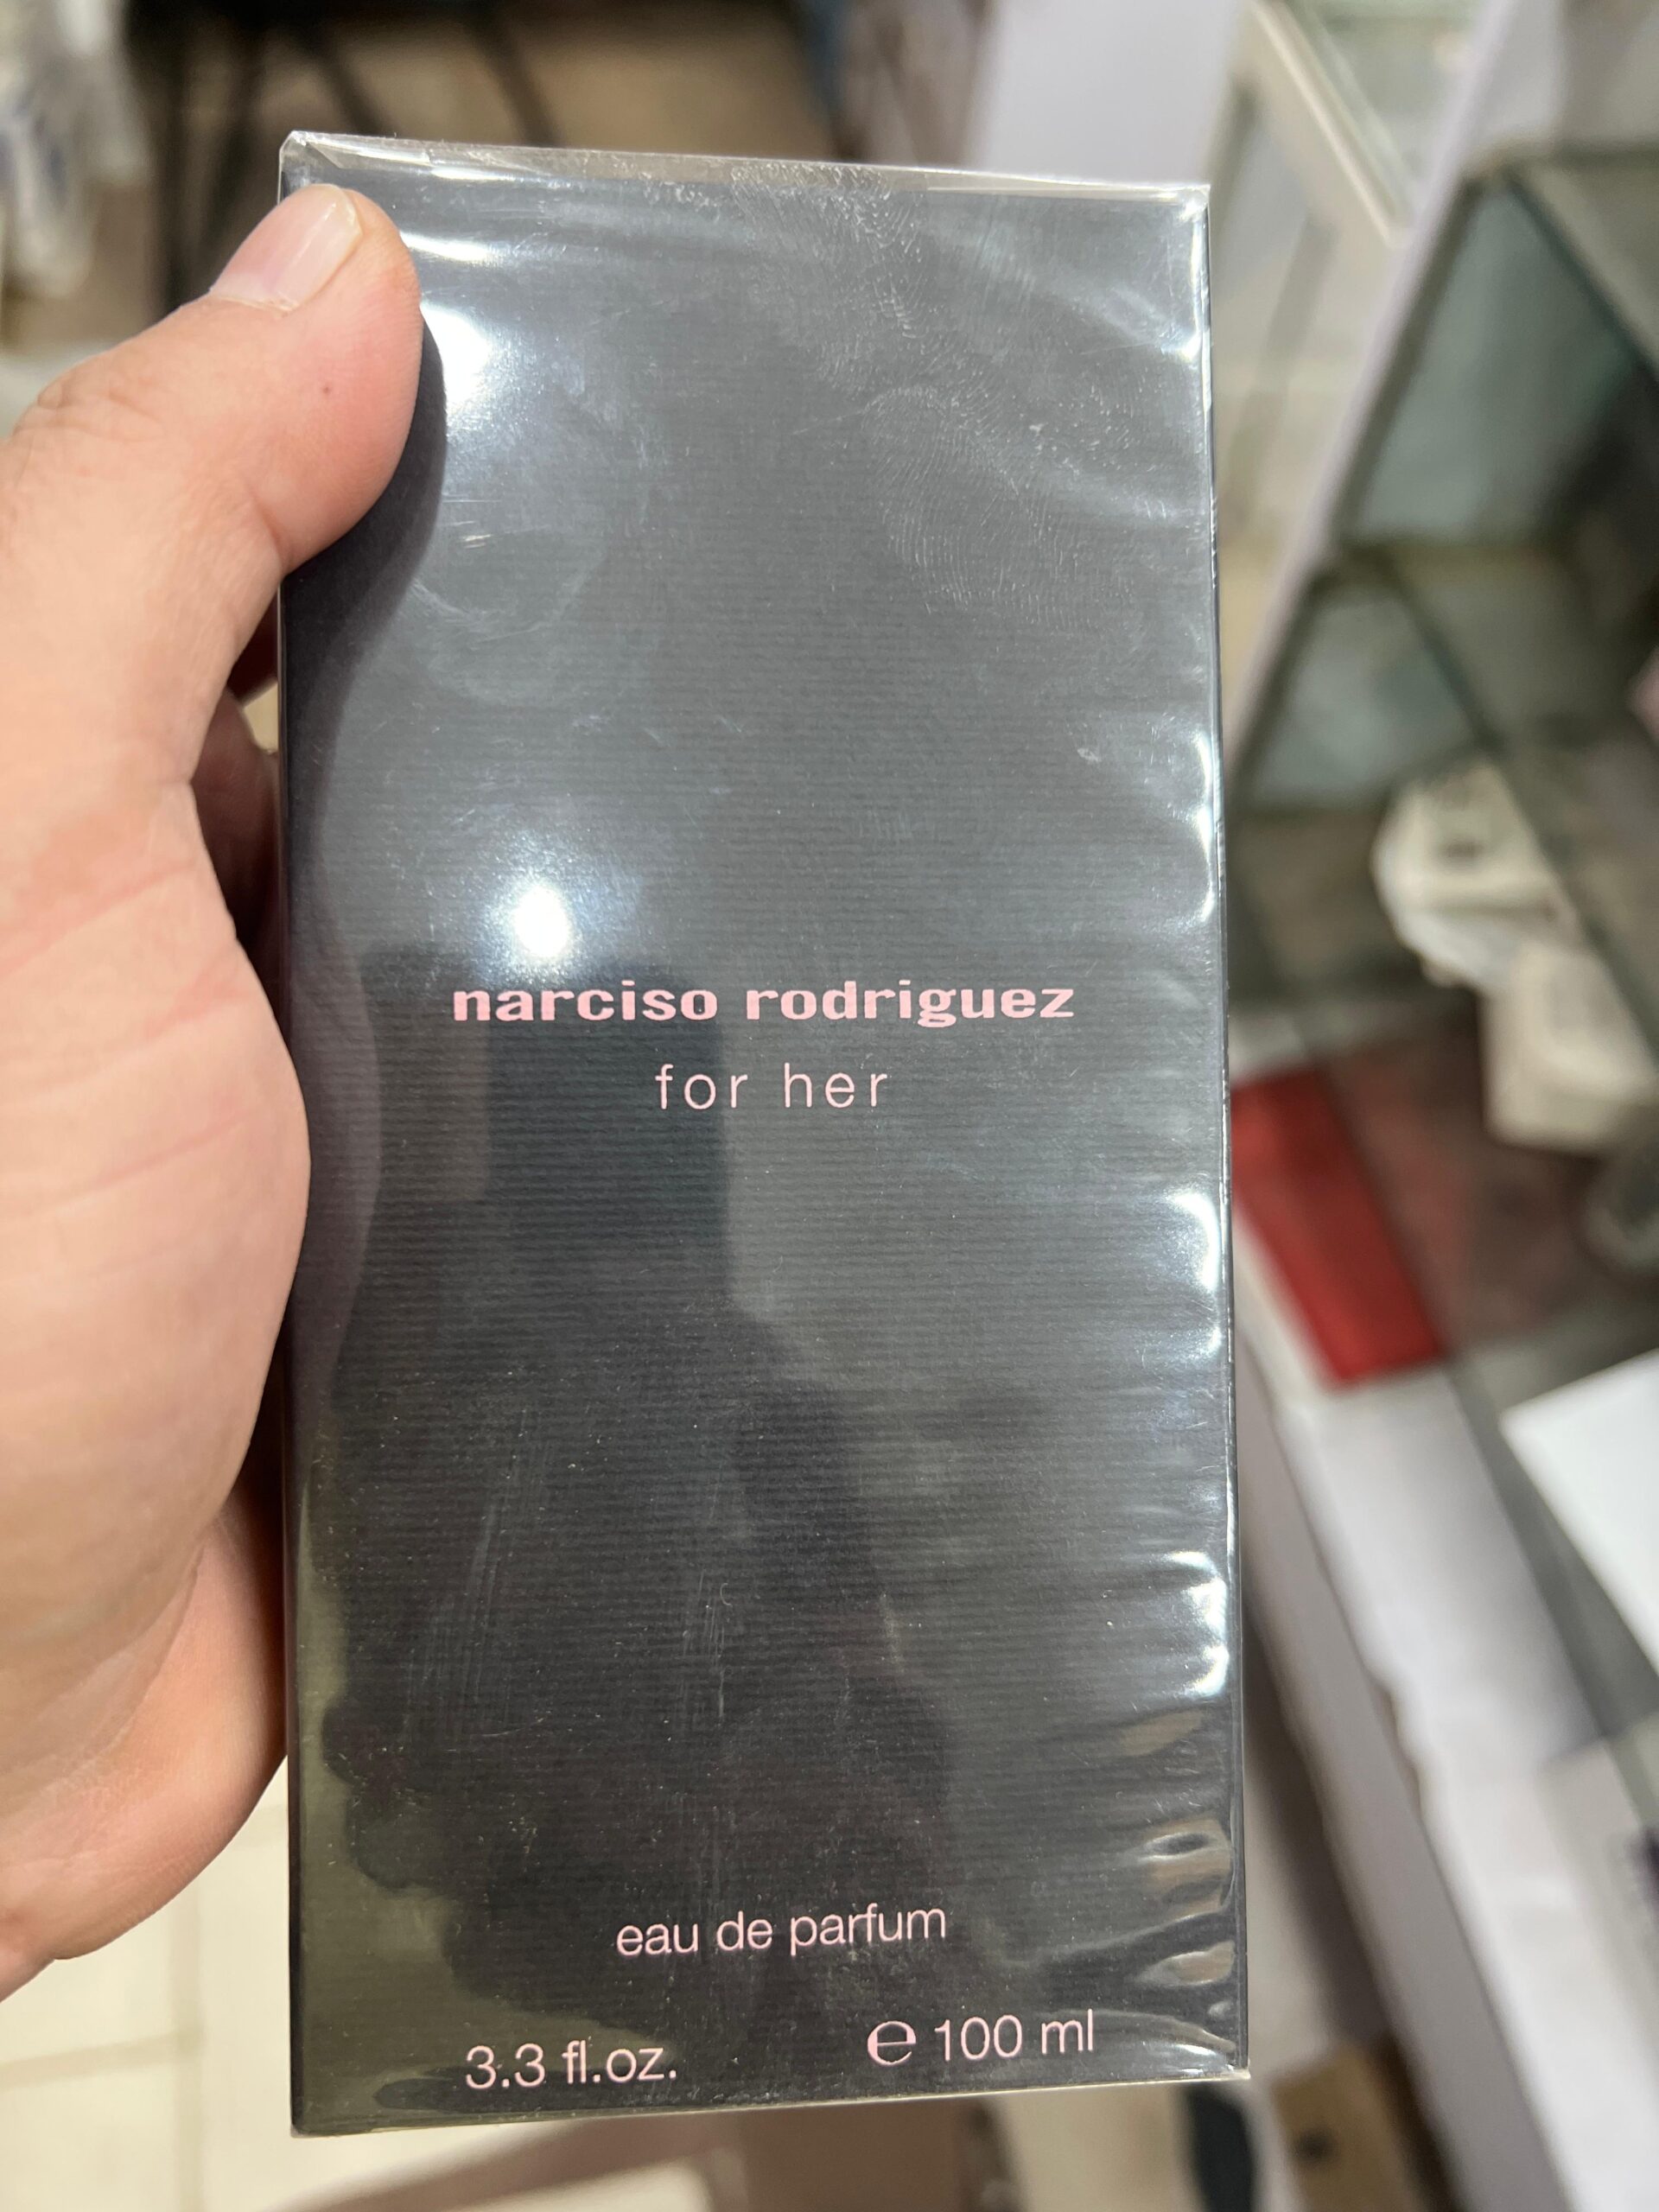 narciso rodriguez
for her
eau de parfum
3.3 fl.oz. ℮ 100 ml